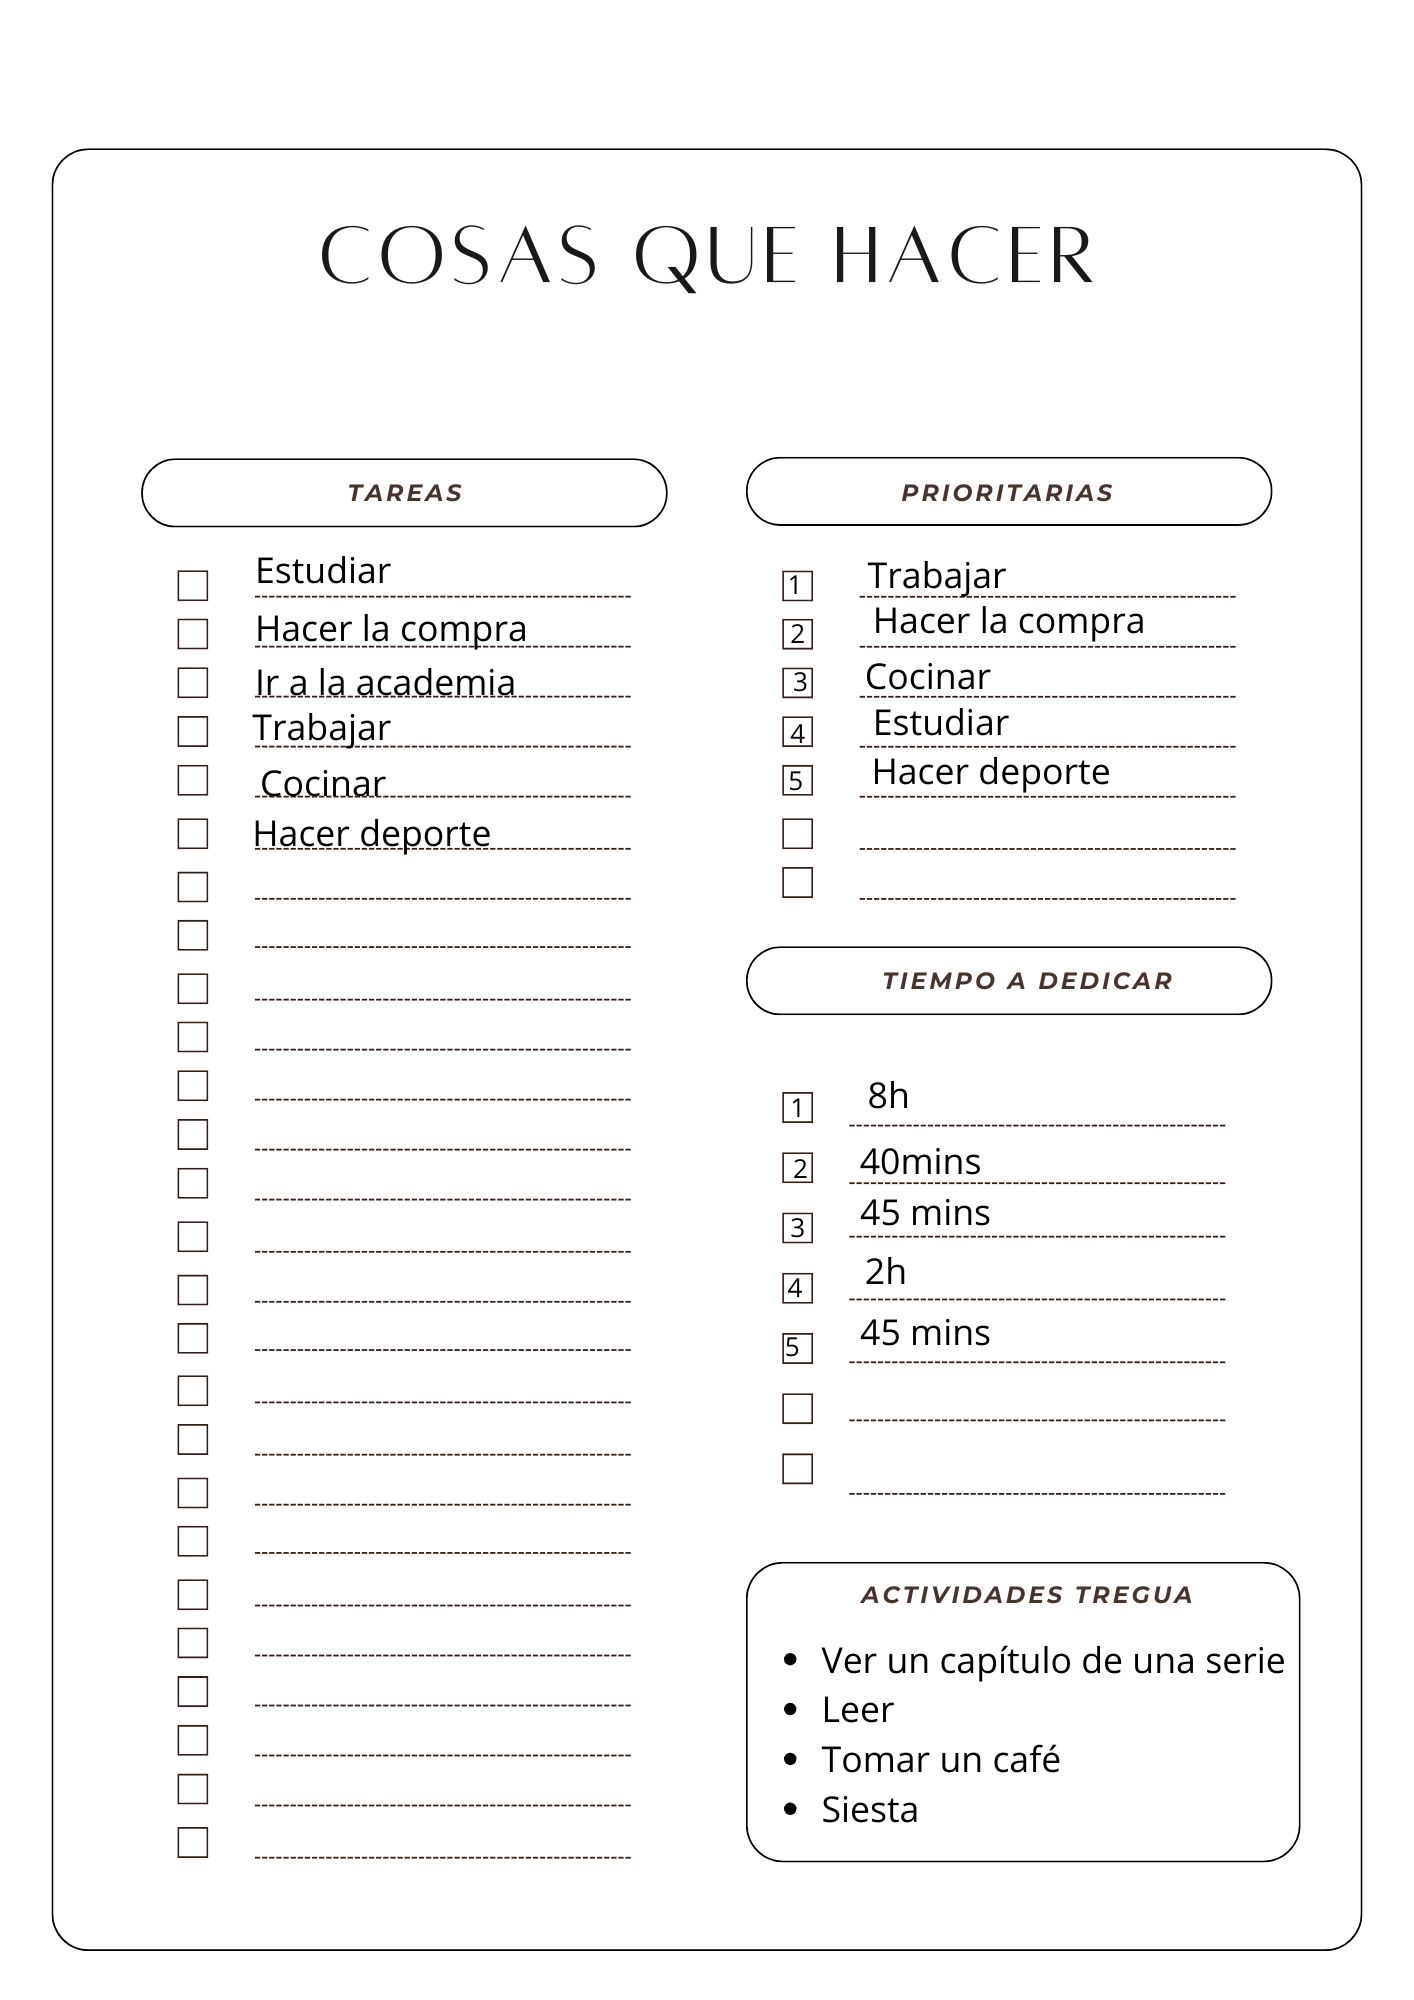 COSAS QUE HACER
TAREAS
Estudiar
Hacer la compra
Ir a la academia
Trabajar
Cocinar
Hacer deporte
PRIORITARIAS
1 Trabajar
2 Hacer la compra
3 Cocinar
4 Estudiar
5 Hacer deporte
TIEMPO A DEDICAR
1 8h
2 40mins
3 45 mins
4 2h
5 45 mins
ACTIVIDADES TREGUA
• Ver un capítulo de una serie
• Leer
• Tomar un café
• Siesta